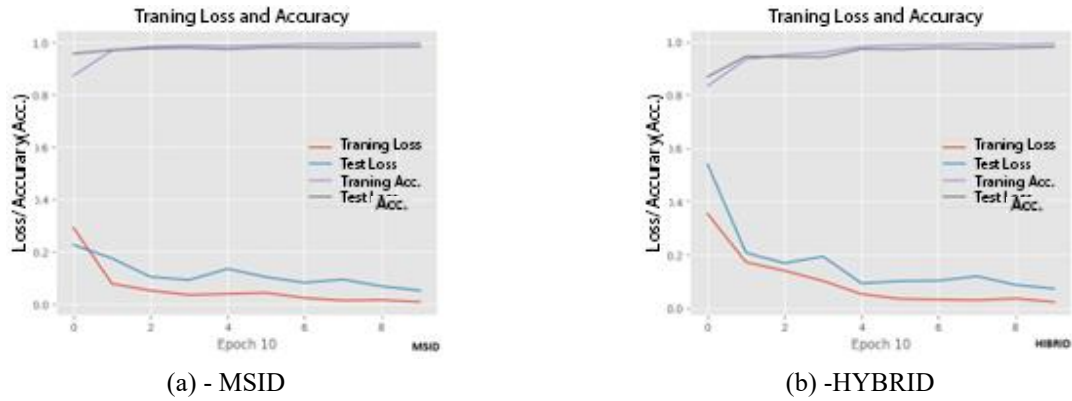 Traning Loss and Accuracy
Loss/Accurary(Acc.)
1.0
0.8
0.6
0.4
0.2
0.0
Traning Loss
Test Loss
Traning Acc.
Test Acc.
0 2 4 6 8
Epoch 10
MSID
(a) - MSID
Traning Loss and Accuracy
Loss/Accurary(Acc.)
1.0
0.8
0.6
0.4
0.2
0.0
Traning Loss
Test Loss
Traning Acc.
Test Acc.
0 2 4 6 8
Epoch 10
HIBRID
(b) -HYBRID